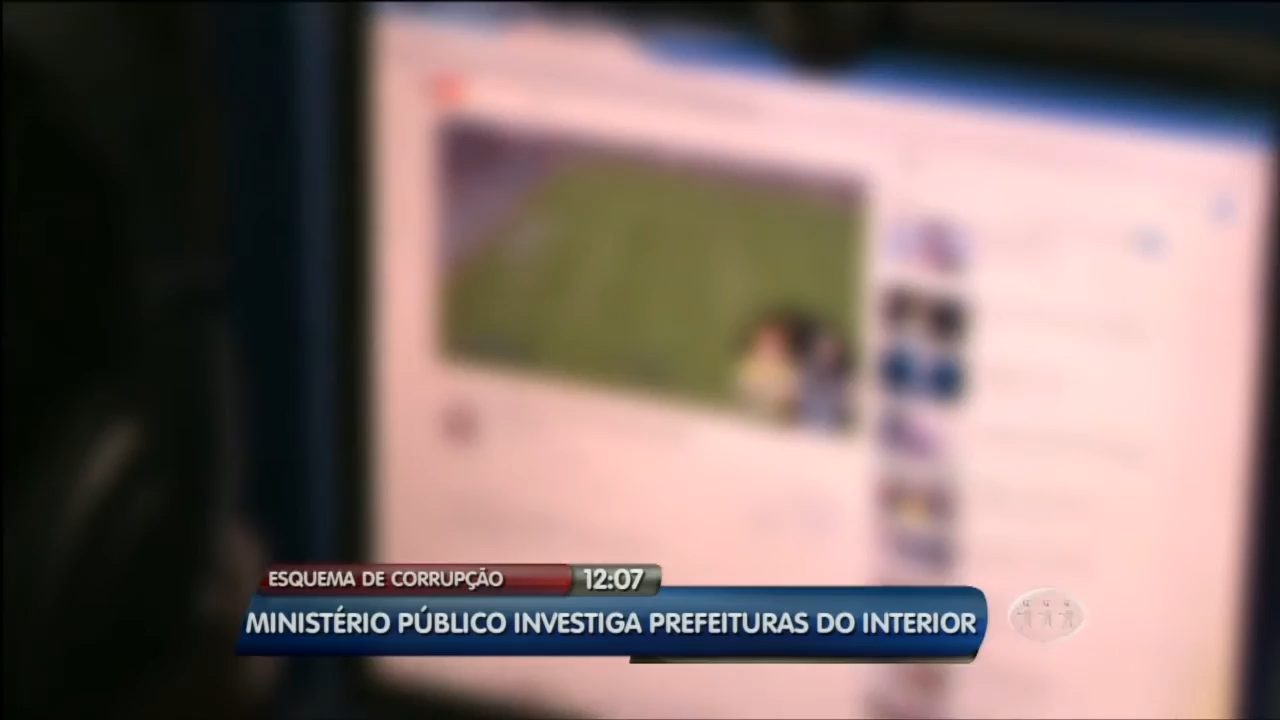 ESQUEMA DE CORRUPÇÃO 12:07
MINISTÉRIO PÚBLICO INVESTIGA PREFEITURAS DO INTERIOR